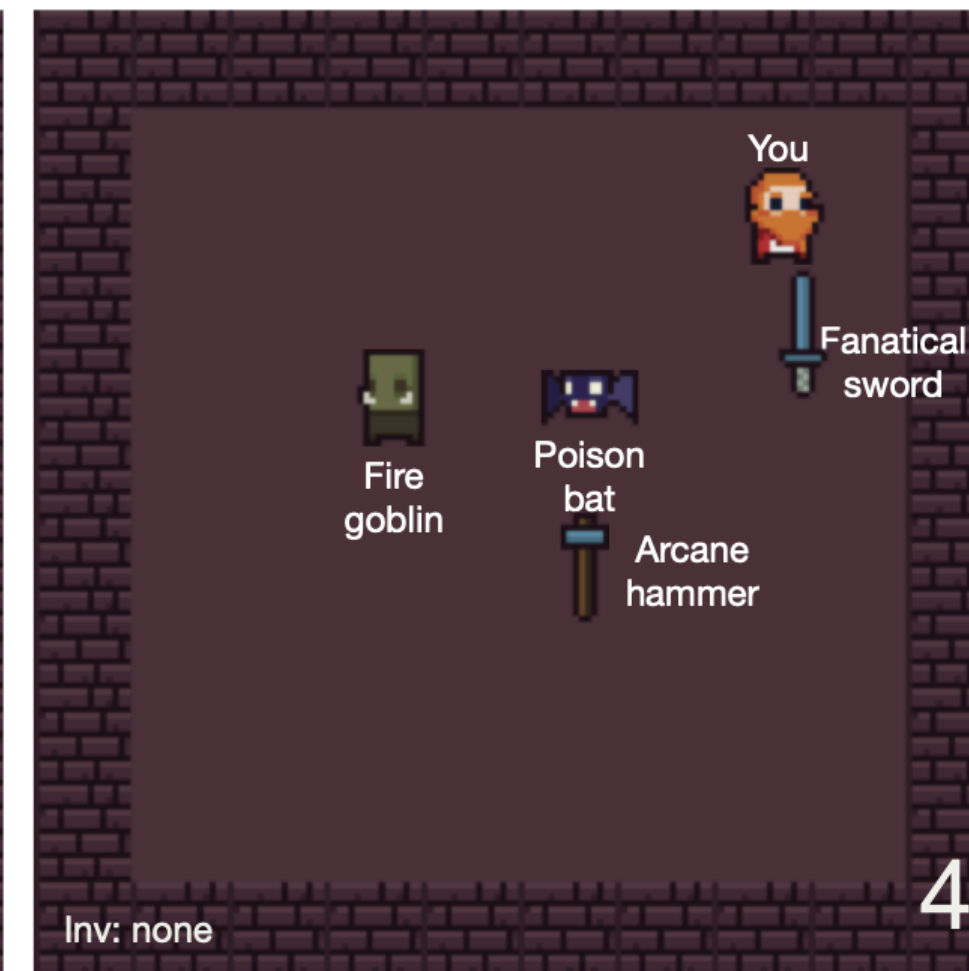 You
Fanatical
sword
Poison
bat
Fire
goblin
Arcane
hammer
4
Inv: none